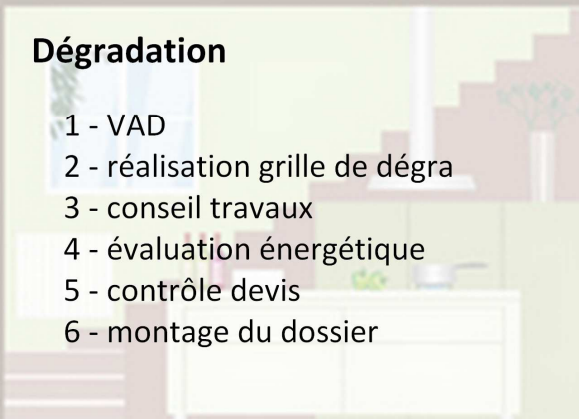 Dégradation
1 - VAD
2 - réalisation grille de dégra
3 - conseil travaux
4 - évaluation énergétique
5 - contrôle devis
6 - montage du dossier